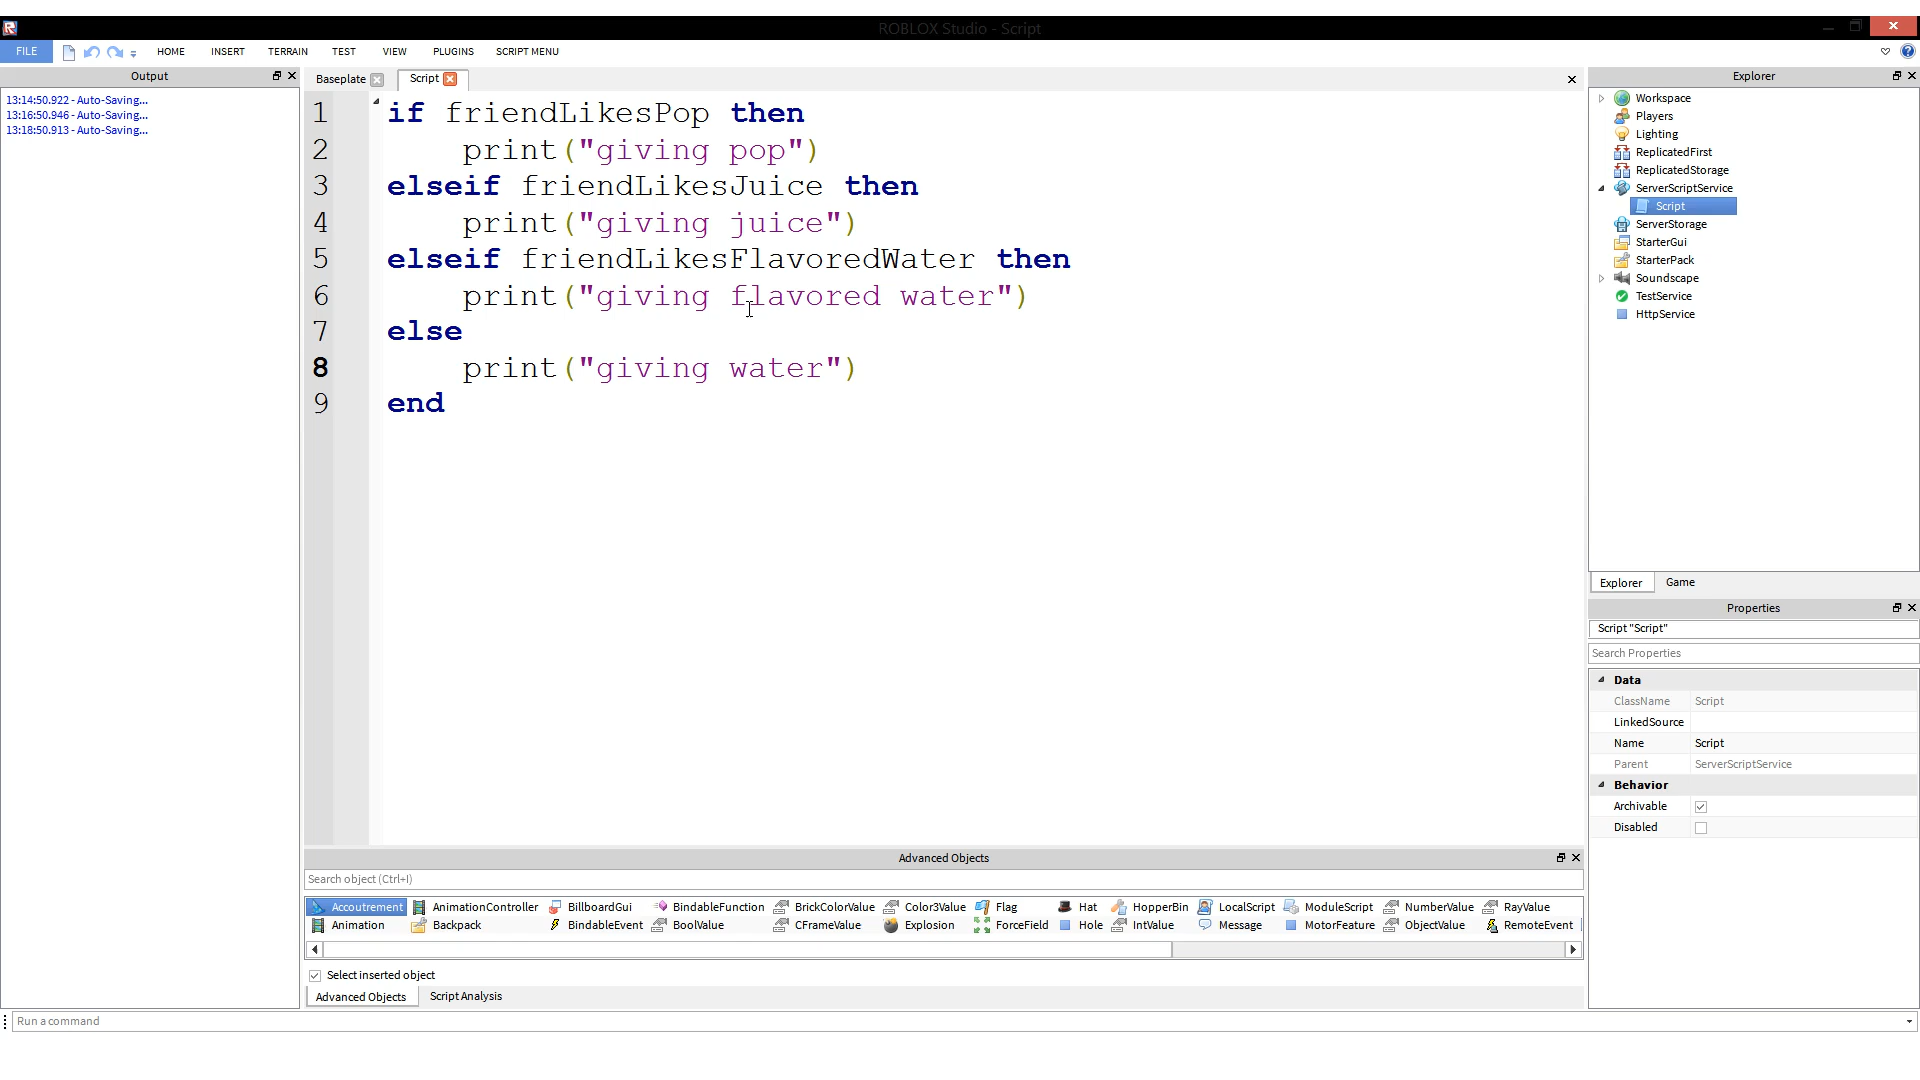 ROBLOX Studio - Script
FILE HOME INSERT TERRAIN TEST VIEW PLUGINS SCRIPT MENU
Output
13:14:50.922 - Auto-Saving...
13:16:50.946 - Auto-Saving...
13:18:50.913 - Auto-Saving...
Baseplate Script
1 if friendLikesPop then
2 print("giving pop")
3 elseif friendLikesJuice then
4 print("giving juice")
5 elseif friendLikesFlavoredWater then
6 print("giving flavored water")
7 else
8 print("giving water")
9 end
Advanced Objects
Search object (Ctrl+I)
Accoutrement AnimationController BillboardGui BindableFunction BrickColorValue Color3Value Flag Hat HopperBin LocalScript ModuleScript NumberValue RayValue
Animation Backpack BindableEvent BoolValue CFrameValue Explosion ForceField Hole IntValue Message MotorFeature ObjectValue RemoteEvent
Select inserted object
Advanced Objects Script Analysis
Run a command
Explorer
Workspace
Players
Lighting
ReplicatedFirst
ReplicatedStorage
ServerScriptService
Script
ServerStorage
StarterGui
StarterPack
Soundscape
TestService
HttpService
Explorer Game
Properties
Script "Script"
Search Properties
Data
ClassName Script
LinkedSource
Name Script
Parent ServerScriptService
Behavior
Archivable
Disabled